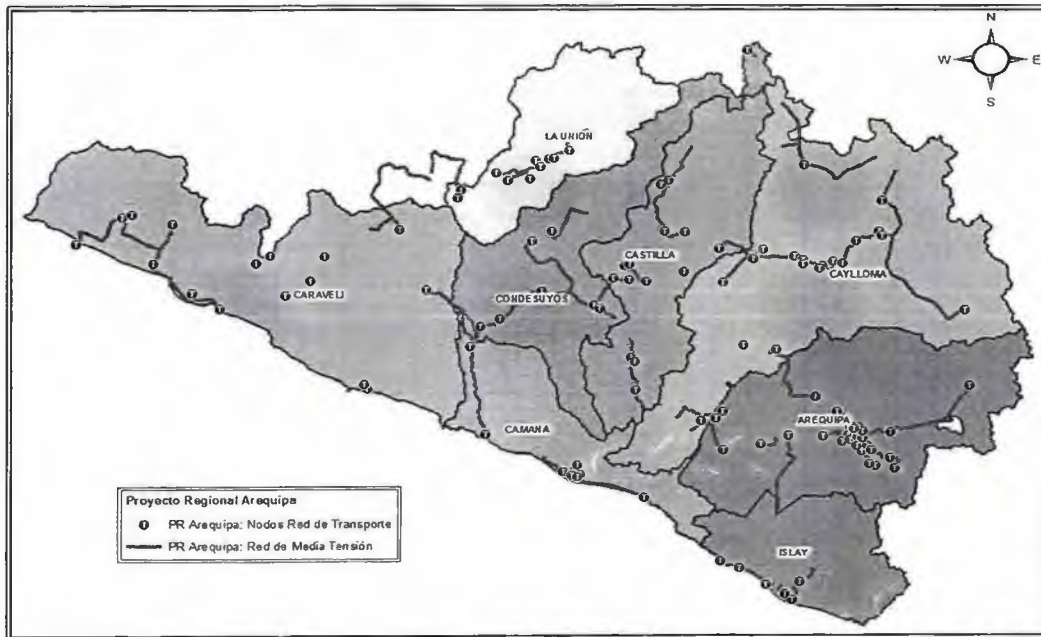 N
W E
S
LA UNIÓN
CASTILLA
CAYLLOMA
CARAVELI
CONDESUYOS
AREQUIPA
CAMANA
ISLAY
Proyecto Regional Arequipa
T PR Arequipa: Nodos Red de Transporte
PR Arequipa: Red de Media Tensión